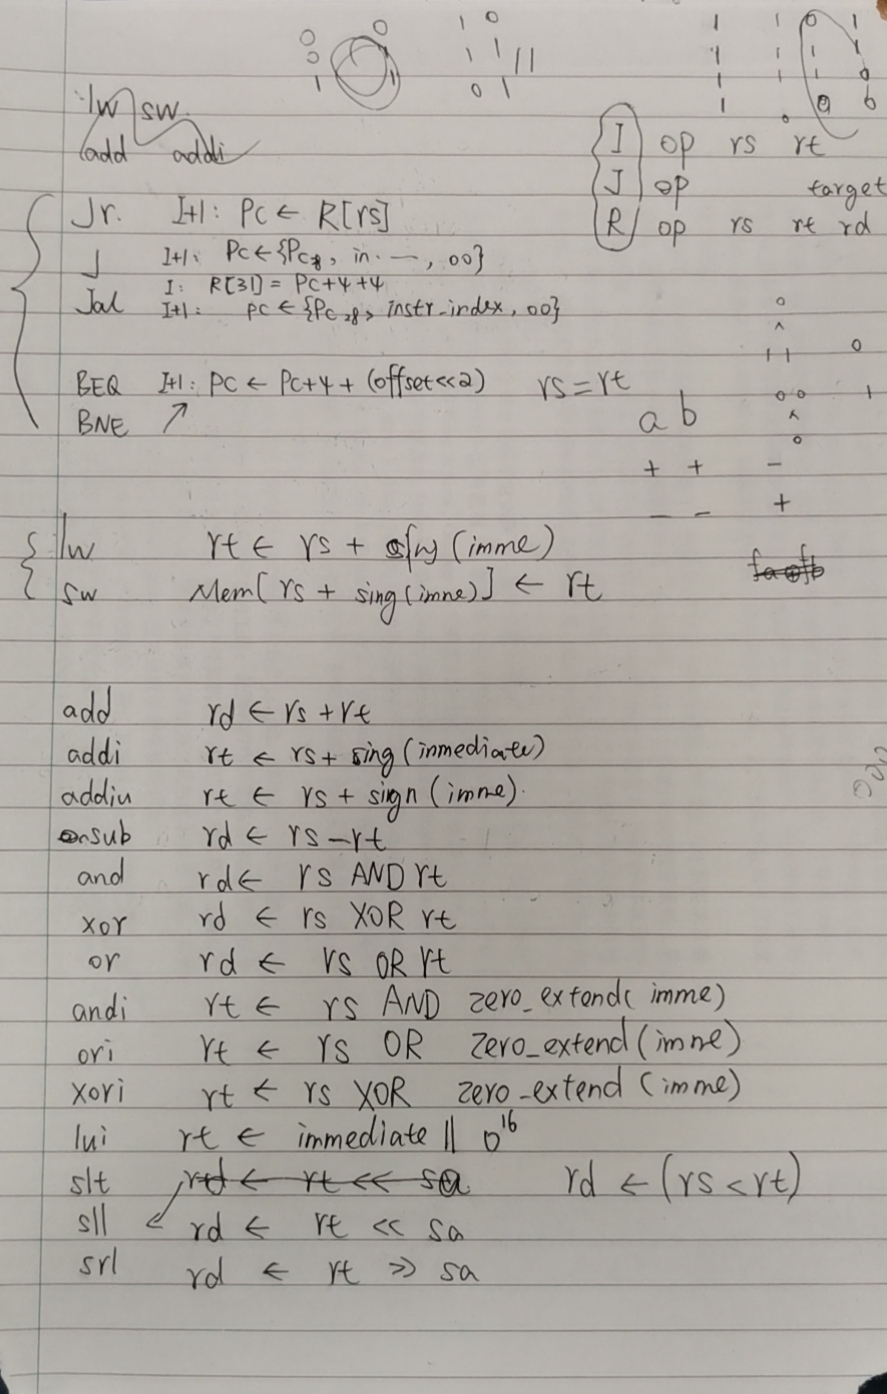 lw sw.
add addi
I op rs rt
J op target
R op rs rt rd
Jr. I+1: PC ← R[rs]
J I+1: PC ← {PC, in. —, 00}
I: R[31] = PC+4+4
Jal I+1: PC ← {PC28, instr_index, 00}
BEQ I+1: PC ← PC+4 + (offset<<2) rs=rt
BNE ↗
a b
+ + -
+
- -
lw rt ← rs + (imme)
sw Mem[rs + sing(imme)] ← rt
add rd ← rs + rt
addi rt ← rs + sing(inmediate)
addiu rt ← rs + sign(imme).
sub rd ← rs - rt
and rd ← rs AND rt
xor rd ← rs XOR rt
or rd ← rs OR rt
andi rt ← rs AND zero_extend( imme)
ori rt ← rs OR zero_extend(imme)
xori rt ← rs XOR zero_extend (imme)
lui rt ← immediate || 0^16
slt rd ← rt << sa rd ← (rs < rt)
sll rd ← rt << sa
srl rd ← rt >> sa